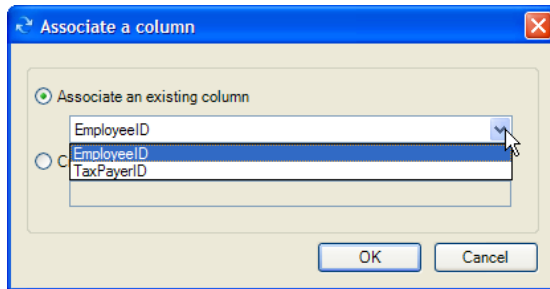 Associate a column
Associate an existing column
EmployeeID
EmployeeID
TaxPayerID
OK
Cancel